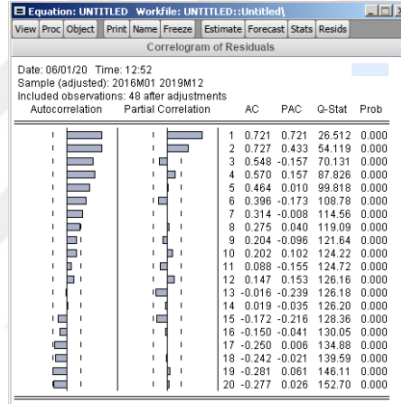 Equation: UNTITLED Workfile: UNTITLED::Untitled\
View Proc Object Print Name Freeze Estimate Forecast Stats Resids
Correlogram of Residuals
Date: 06/01/20 Time: 12:52
Sample (adjusted): 2016M01 2019M12
Included observations: 48 after adjustments
Autocorrelation Partial Correlation AC PAC Q-Stat Prob
1 0.721 0.721 26.512 0.000
2 0.727 0.433 54.119 0.000
3 0.548 -0.157 70.131 0.000
4 0.570 0.157 87.826 0.000
5 0.464 0.010 99.818 0.000
6 0.396 -0.173 108.78 0.000
7 0.314 -0.008 114.56 0.000
8 0.275 0.040 119.09 0.000
9 0.204 -0.096 121.64 0.000
10 0.202 0.102 124.22 0.000
11 0.088 -0.155 124.72 0.000
12 0.147 0.153 126.16 0.000
13 -0.016 -0.239 126.18 0.000
14 0.019 -0.035 126.20 0.000
15 -0.172 -0.216 128.36 0.000
16 -0.150 -0.041 130.05 0.000
17 -0.250 0.006 134.88 0.000
18 -0.242 -0.021 139.59 0.000
19 -0.281 0.061 146.11 0.000
20 -0.277 0.026 152.70 0.000